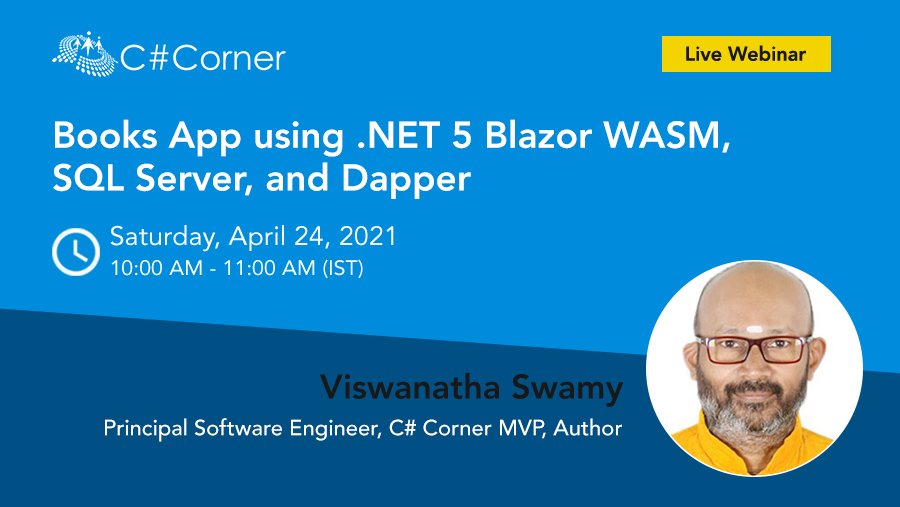 C#Corner
Live Webinar
Books App using .NET 5 Blazor WASM,
SQL Server, and Dapper
Saturday, April 24, 2021
10:00 AM - 11:00 AM (IST)
Viswanatha Swamy
Principal Software Engineer, C# Corner MVP, Author